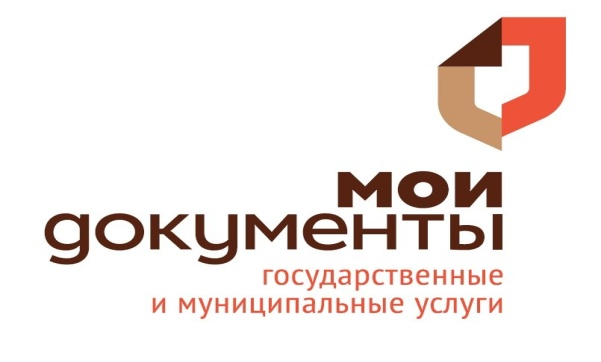 мои
документы
государственные
и муниципальные услуги